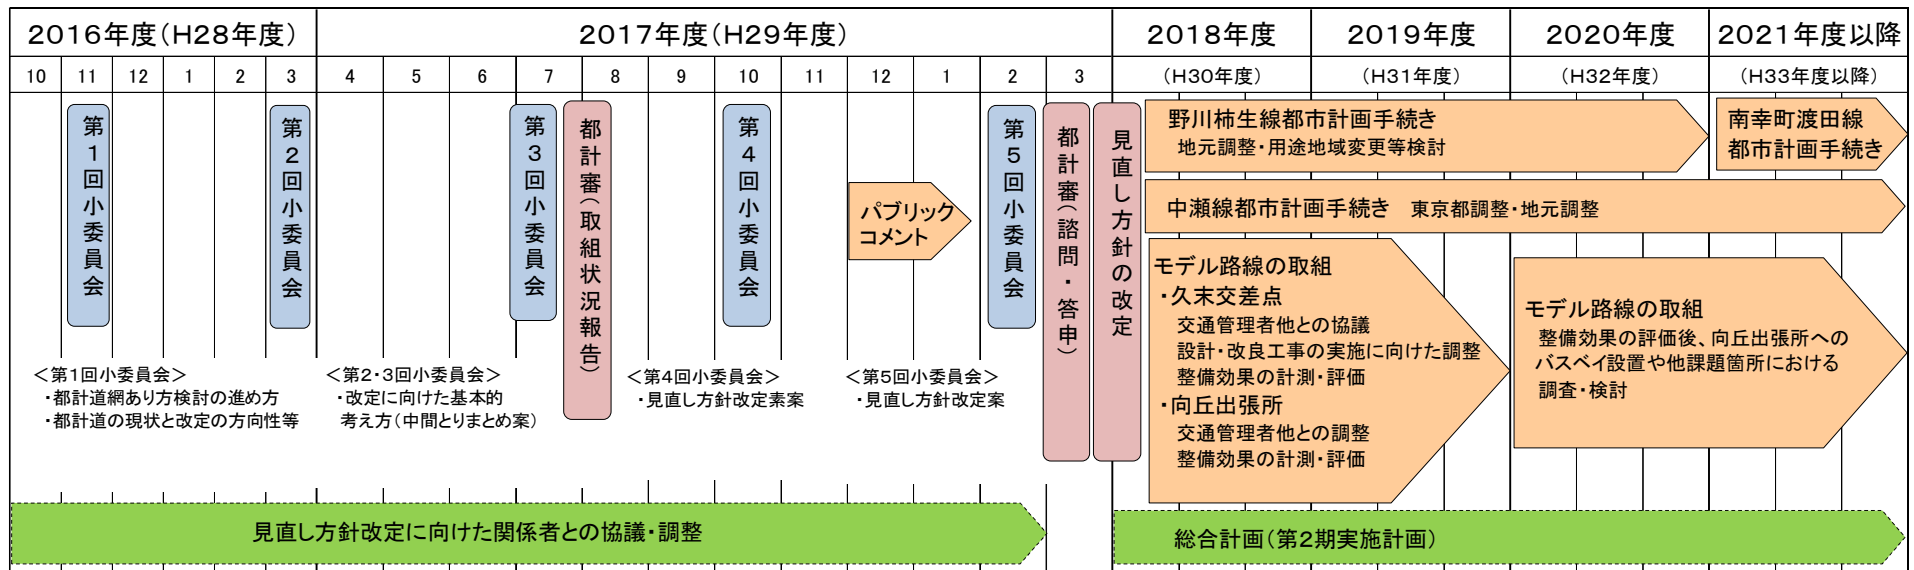 2016年度(H28年度)
2017年度(H29年度)
2018年度
2019年度
2020年度
2021年度以降
10 11 12 1 2 3 4 5 6 7 8 9 10 11 12 1 2 3
(H30年度)
(H31年度)
(H32年度)
(H33年度以降)
第1回小委員会
第2回小委員会
第3回小委員会
都計審(取組状況報告)
第4回小委員会
パブリック
コメント
第5回小委員会
都計審(諮問・答申)
見直し方針の改定
野川柿生線都市計画手続き
地元調整・用途地域変更等検討
南幸町渡田線
都市計画手続き
中瀬線都市計画手続き 東京都調整・地元調整
モデル路線の取組
・久末交差点
交通管理者他との協議
設計・改良工事の実施に向けた調整
整備効果の計測・評価
・向丘出張所
交通管理者他との調整
整備効果の計測・評価
モデル路線の取組
整備効果の評価後、向丘出張所への
バスベイ設置や他課題箇所における
調査・検討
<第1回小委員会>
・都計道網あり方検討の進め方
・都計道の現状と改定の方向性等
<第2・3回小委員会>
・改定に向けた基本的
考え方(中間とりまとめ案)
<第4回小委員会>
・見直し方針改定素案
<第5回小委員会>
・見直し方針改定案
見直し方針改定に向けた関係者との協議・調整
総合計画(第2期実施計画)